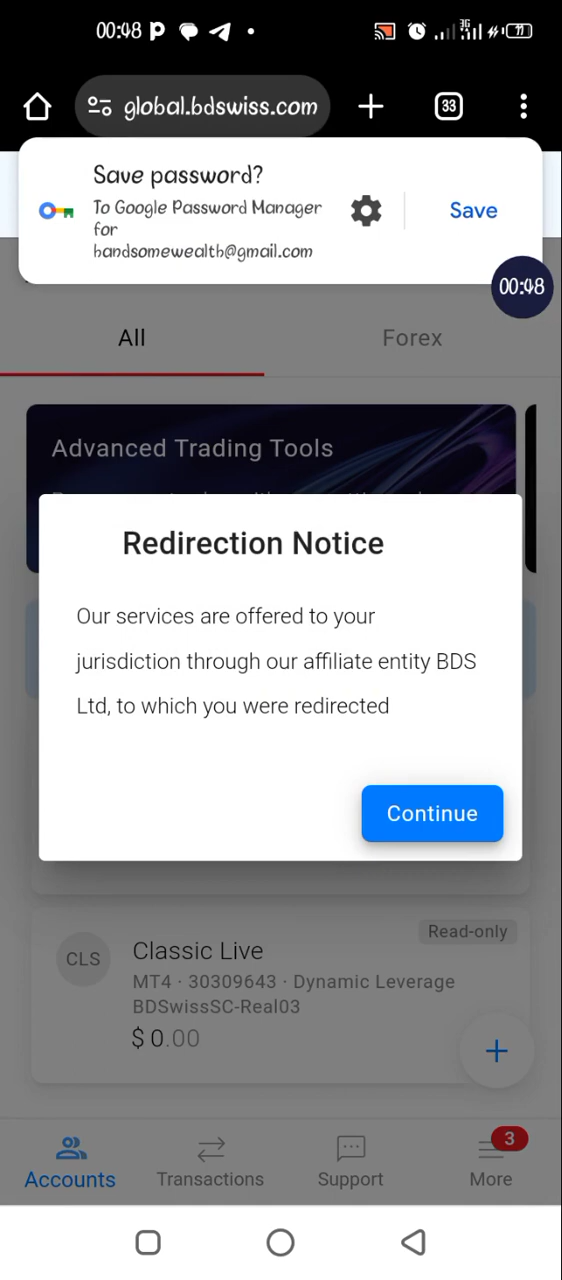 00:48
33
global.bdswiss.com
Save password?
To Google Password Manager
for
bandsomewealth@gmail.com
Save
00:48
All
Forex
Advanced Trading Tools
Redirection Notice
Our services are offered to your
jurisdiction through our affiliate entity BDS
Ltd, to which you were redirected
Continue
Read-only
CLS
Classic Live
MT4 · 30309643 · Dynamic Leverage
BDSwissSC-Real03
$ 0.00
3
Accounts
Transactions
Support
More